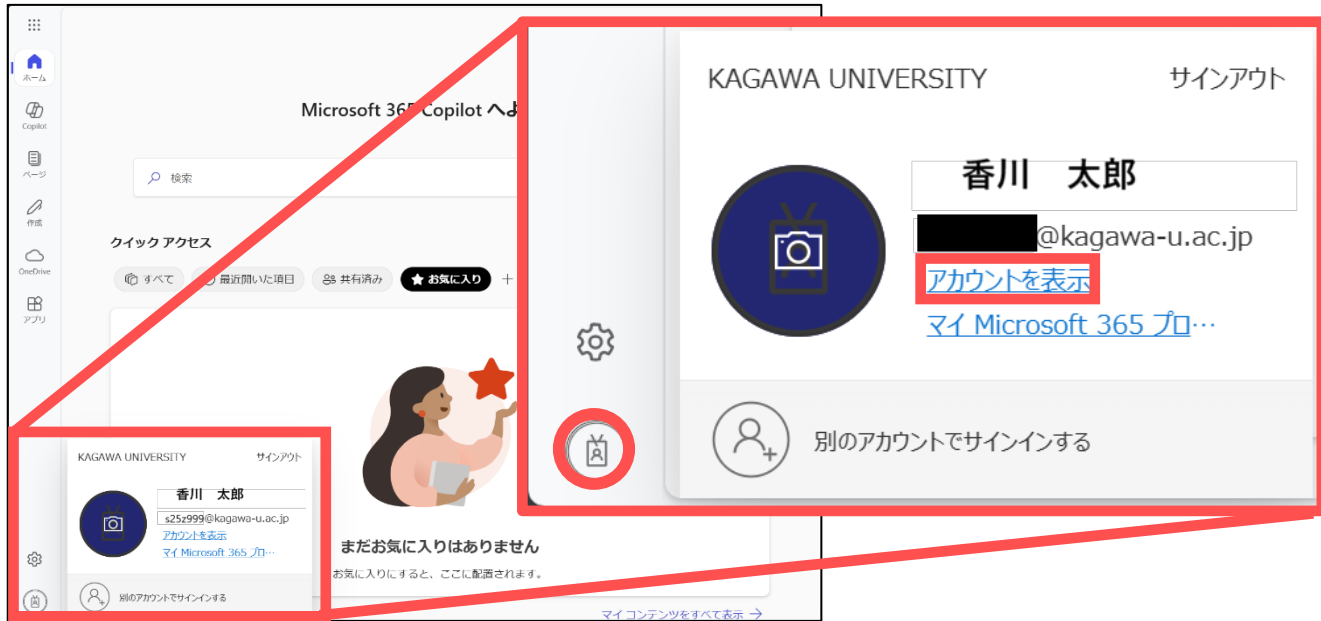 ホーム
Copilot
ページ
作成
OneDrive
アプリ
Microsoft 365 Copilot へよ
検索
クイック アクセス
すべて
最近開いた項目
共有済み
お気に入り
KAGAWA UNIVERSITY サインアウト
香川 太郎
s25z999@kagawa-u.ac.jp
アカウントを表示
マイ Microsoft 365 プロ…
別のアカウントでサインインする
まだお気に入りはありません
お気に入りにすると、ここに配置されます。
マイ コンテンツをすべて表示
KAGAWA UNIVERSITY サインアウト
香川 太郎
@kagawa-u.ac.jp
アカウントを表示
マイ Microsoft 365 プロ…
別のアカウントでサインインする